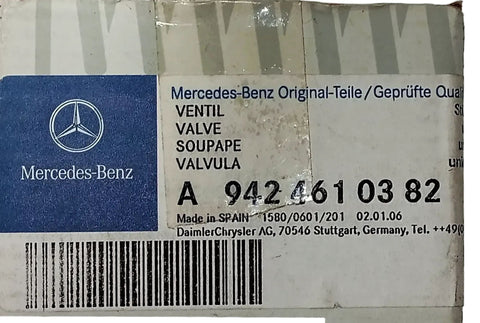 Mercedes-Benz
Mercedes-Benz Original-Teile/Geprüfte
VENTIL
VALVE
SOUPAPE
VALVULA
A 942 461 03 82
Made in SPAIN 1580/0601/201 02.01.06
DaimlerChrysler AG, 70546 Stuttgart, Germany, Tel. ++49(0